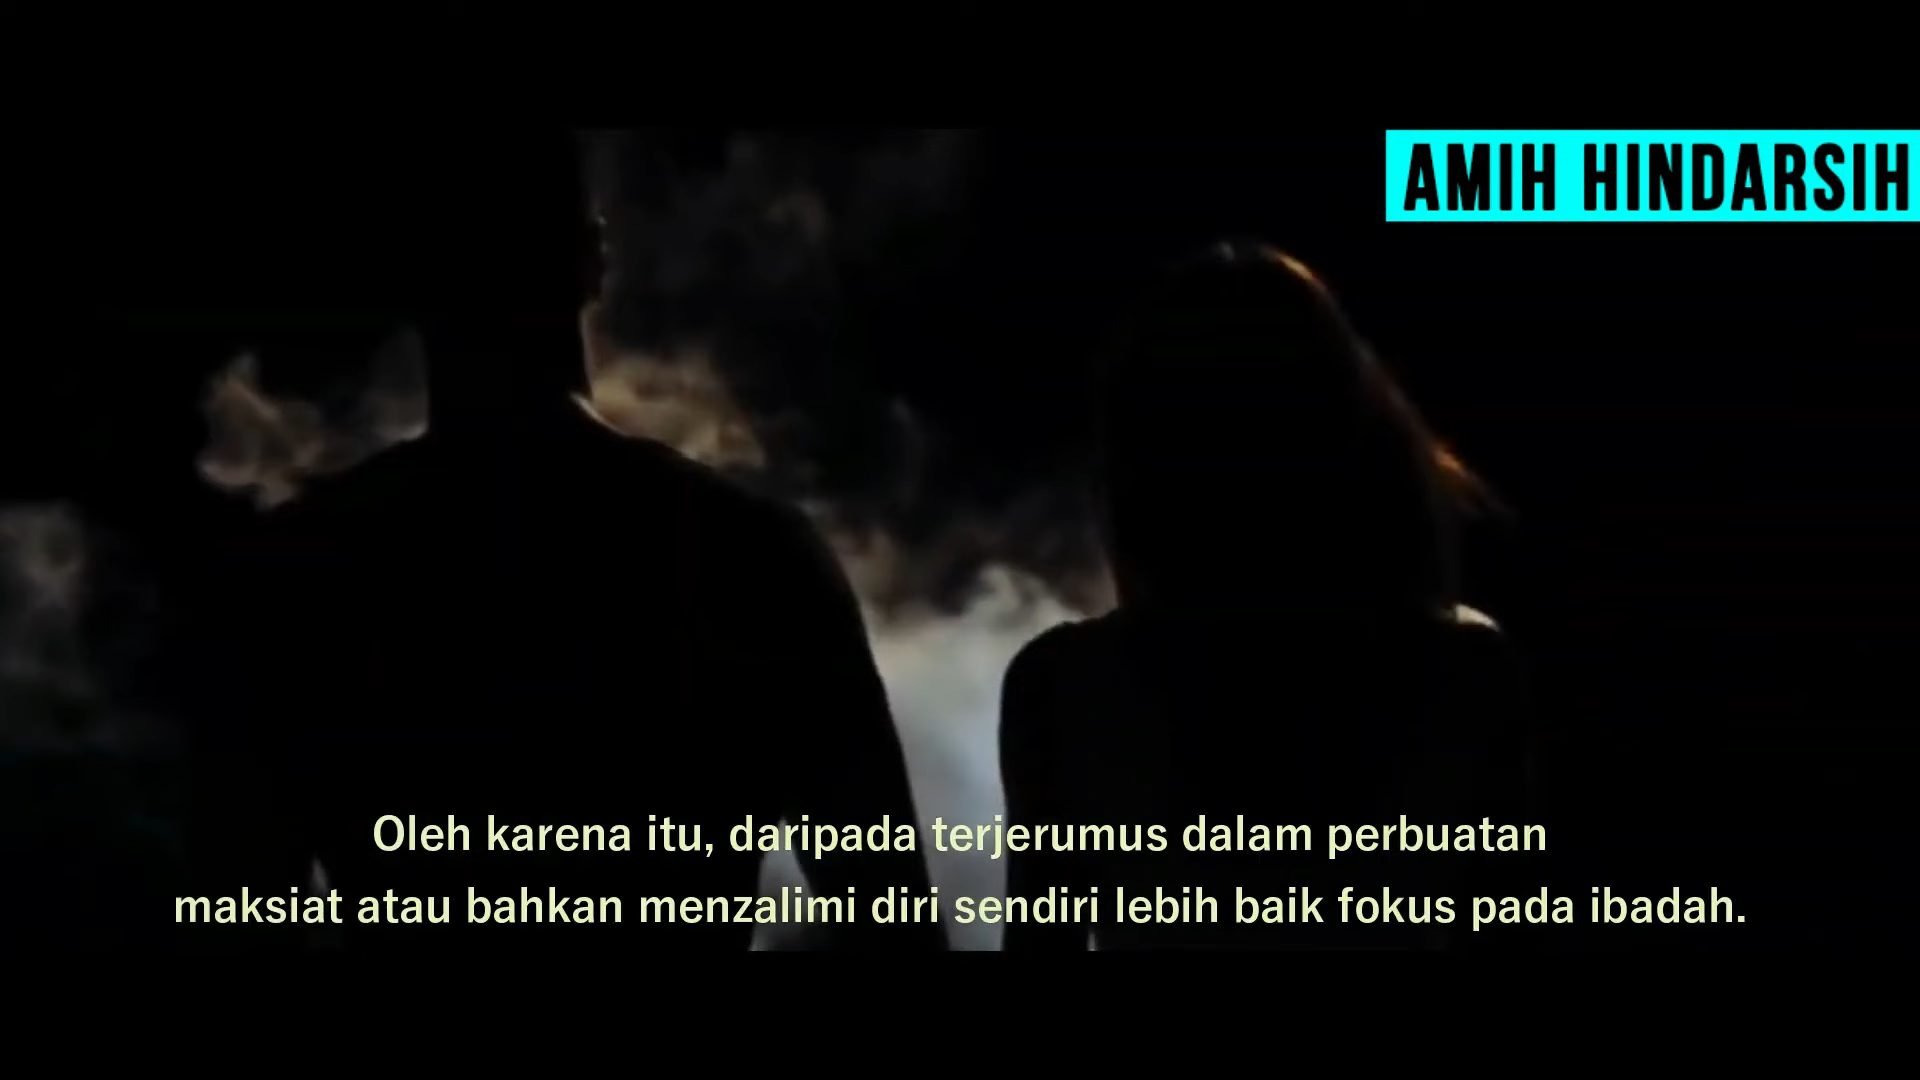 AMIH HINDARSIH
Oleh karena itu, daripada terjerumus dalam perbuatan
maksiat atau bahkan menzalimi diri sendiri lebih baik fokus pada ibadah.